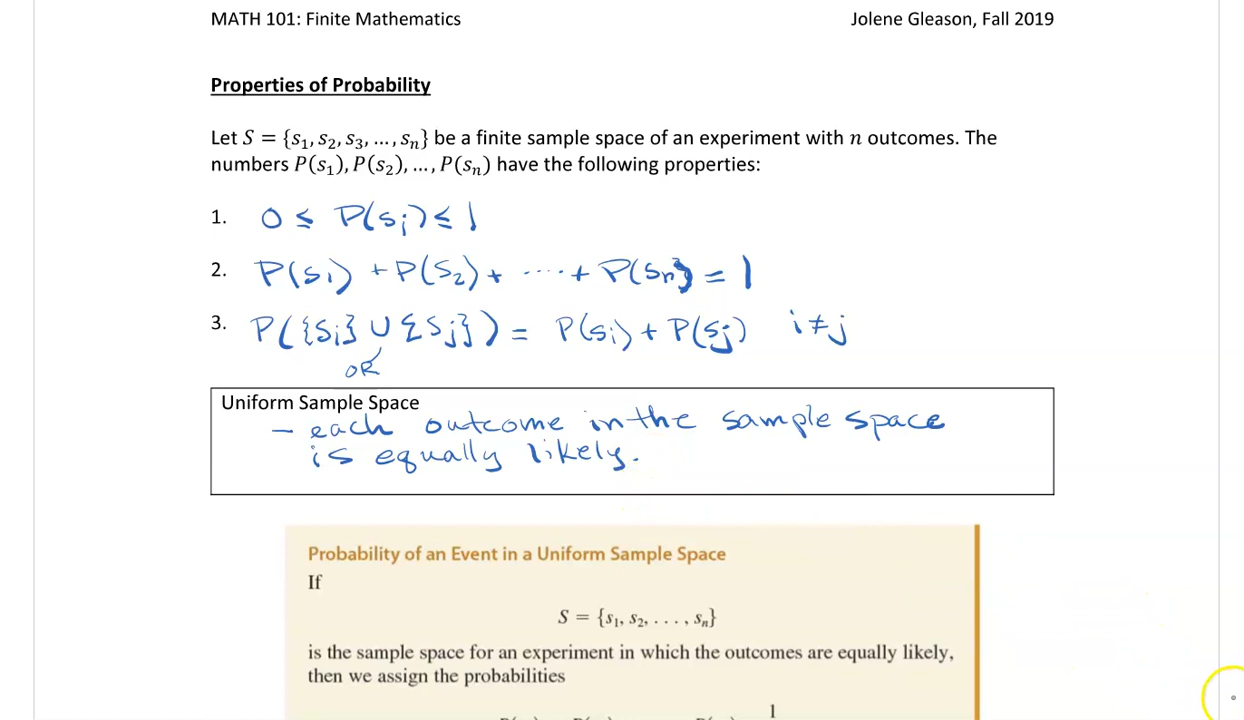 MATH 101: Finite Mathematics Jolene Gleason, Fall 2019
Properties of Probability
Let S = {s₁, s₂, s₃, ..., sₙ} be a finite sample space of an experiment with n outcomes. The
numbers P(s₁), P(s₂), ..., P(sₙ) have the following properties:
1. 0 ≤ P(sᵢ) ≤ 1
2. P(s₁) + P(s₂) + ···· + P(sₙ) = 1
3. P({sᵢ} ∪ {sⱼ}) = P(sᵢ) + P(sⱼ) i ≠ j
OR
Uniform Sample Space
- each outcome in the sample space
is equally likely.
Probability of an Event in a Uniform Sample Space
If
S = {s₁, s₂, . . . , sₙ}
is the sample space for an experiment in which the outcomes are equally likely,
then we assign the probabilities
1